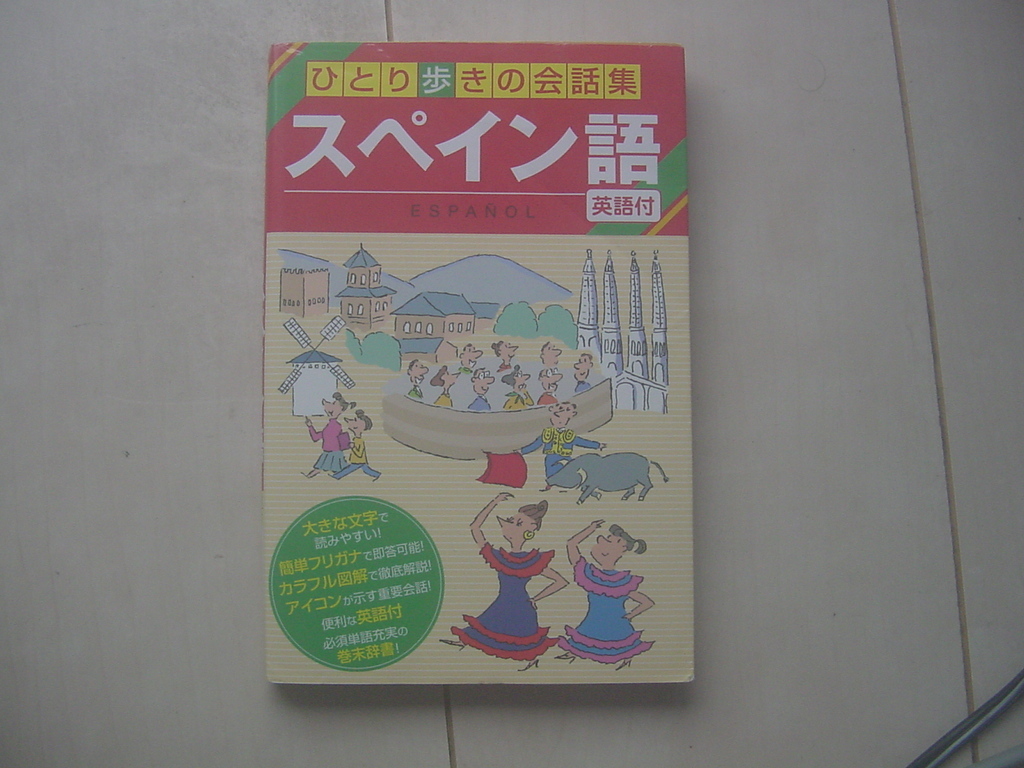 ひとり歩きの会話集
スペイン語
英語付
ESPAÑOL
大きな文字で
読みやすい!
簡単フリガナで即答可能!
カラフル図解で徹底解説!
アイコンが示す重要会話!
便利な英語付
必須単語充実の
巻末辞書!